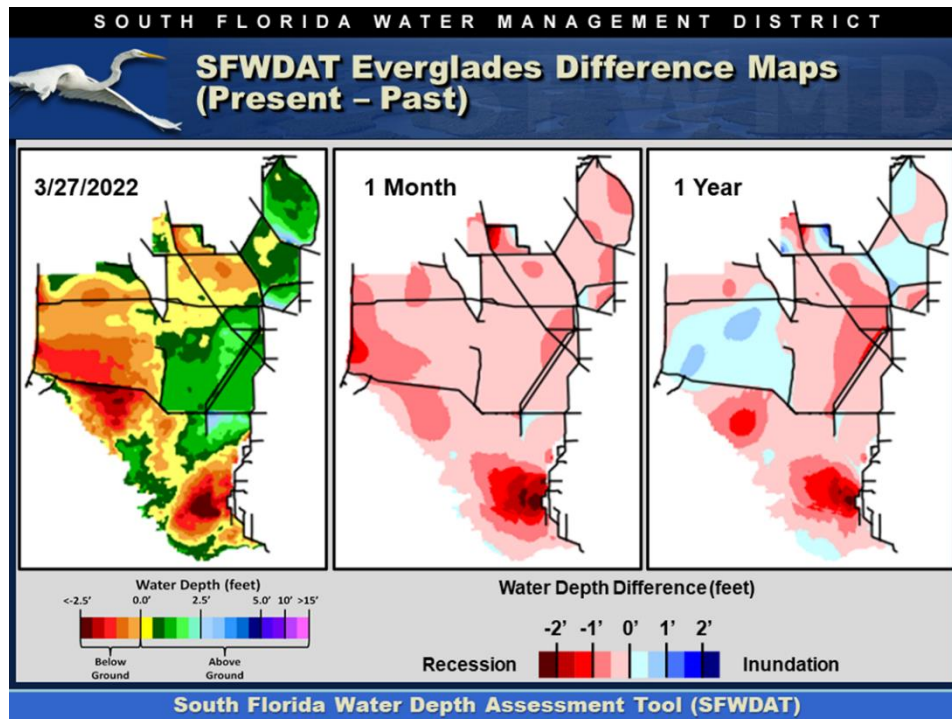 SOUTH FLORIDA WATER MANAGEMENT DISTRICT
SFWDAT Everglades Difference Maps
(Present – Past)
SFWMD
3/27/2022
1 Month
1 Year
Water Depth (feet)
<-2.5' 0.0' 2.5' 5.0' 10' >15'
Below
Ground
Above
Ground
Water Depth Difference (feet)
-2' -1' 0' 1' 2'
Recession
Inundation
South Florida Water Depth Assessment Tool (SFWDAT)